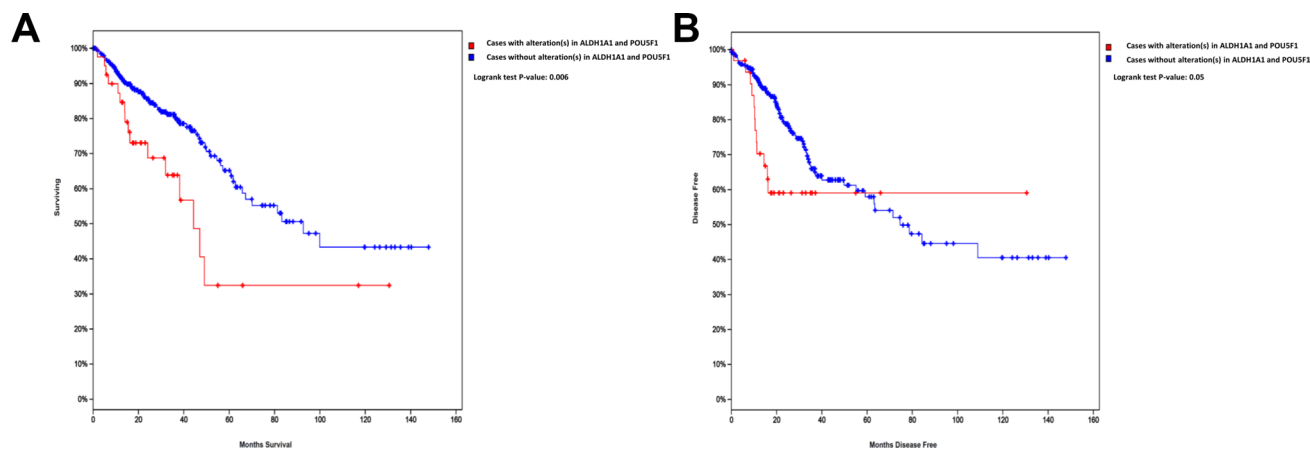 A
Cases with alteration(s) in ALDH1A1 and POU5F1
Cases without alteration(s) in ALDH1A1 and POU5F1
Logrank test P-value: 0.006
100%
90%
80%
70%
60%
50%
40%
30%
20%
10%
0%
Surviving
0 20 40 60 80 100 120 140 160
Months Survival
B
Cases with alteration(s) in ALDH1A1 and POU5F1
Cases without alteration(s) in ALDH1A1 and POU5F1
Logrank test P-value: 0.05
100%
90%
80%
70%
60%
50%
40%
30%
20%
10%
0%
Disease Free
0 20 40 60 80 100 120 140 160
Months Disease Free